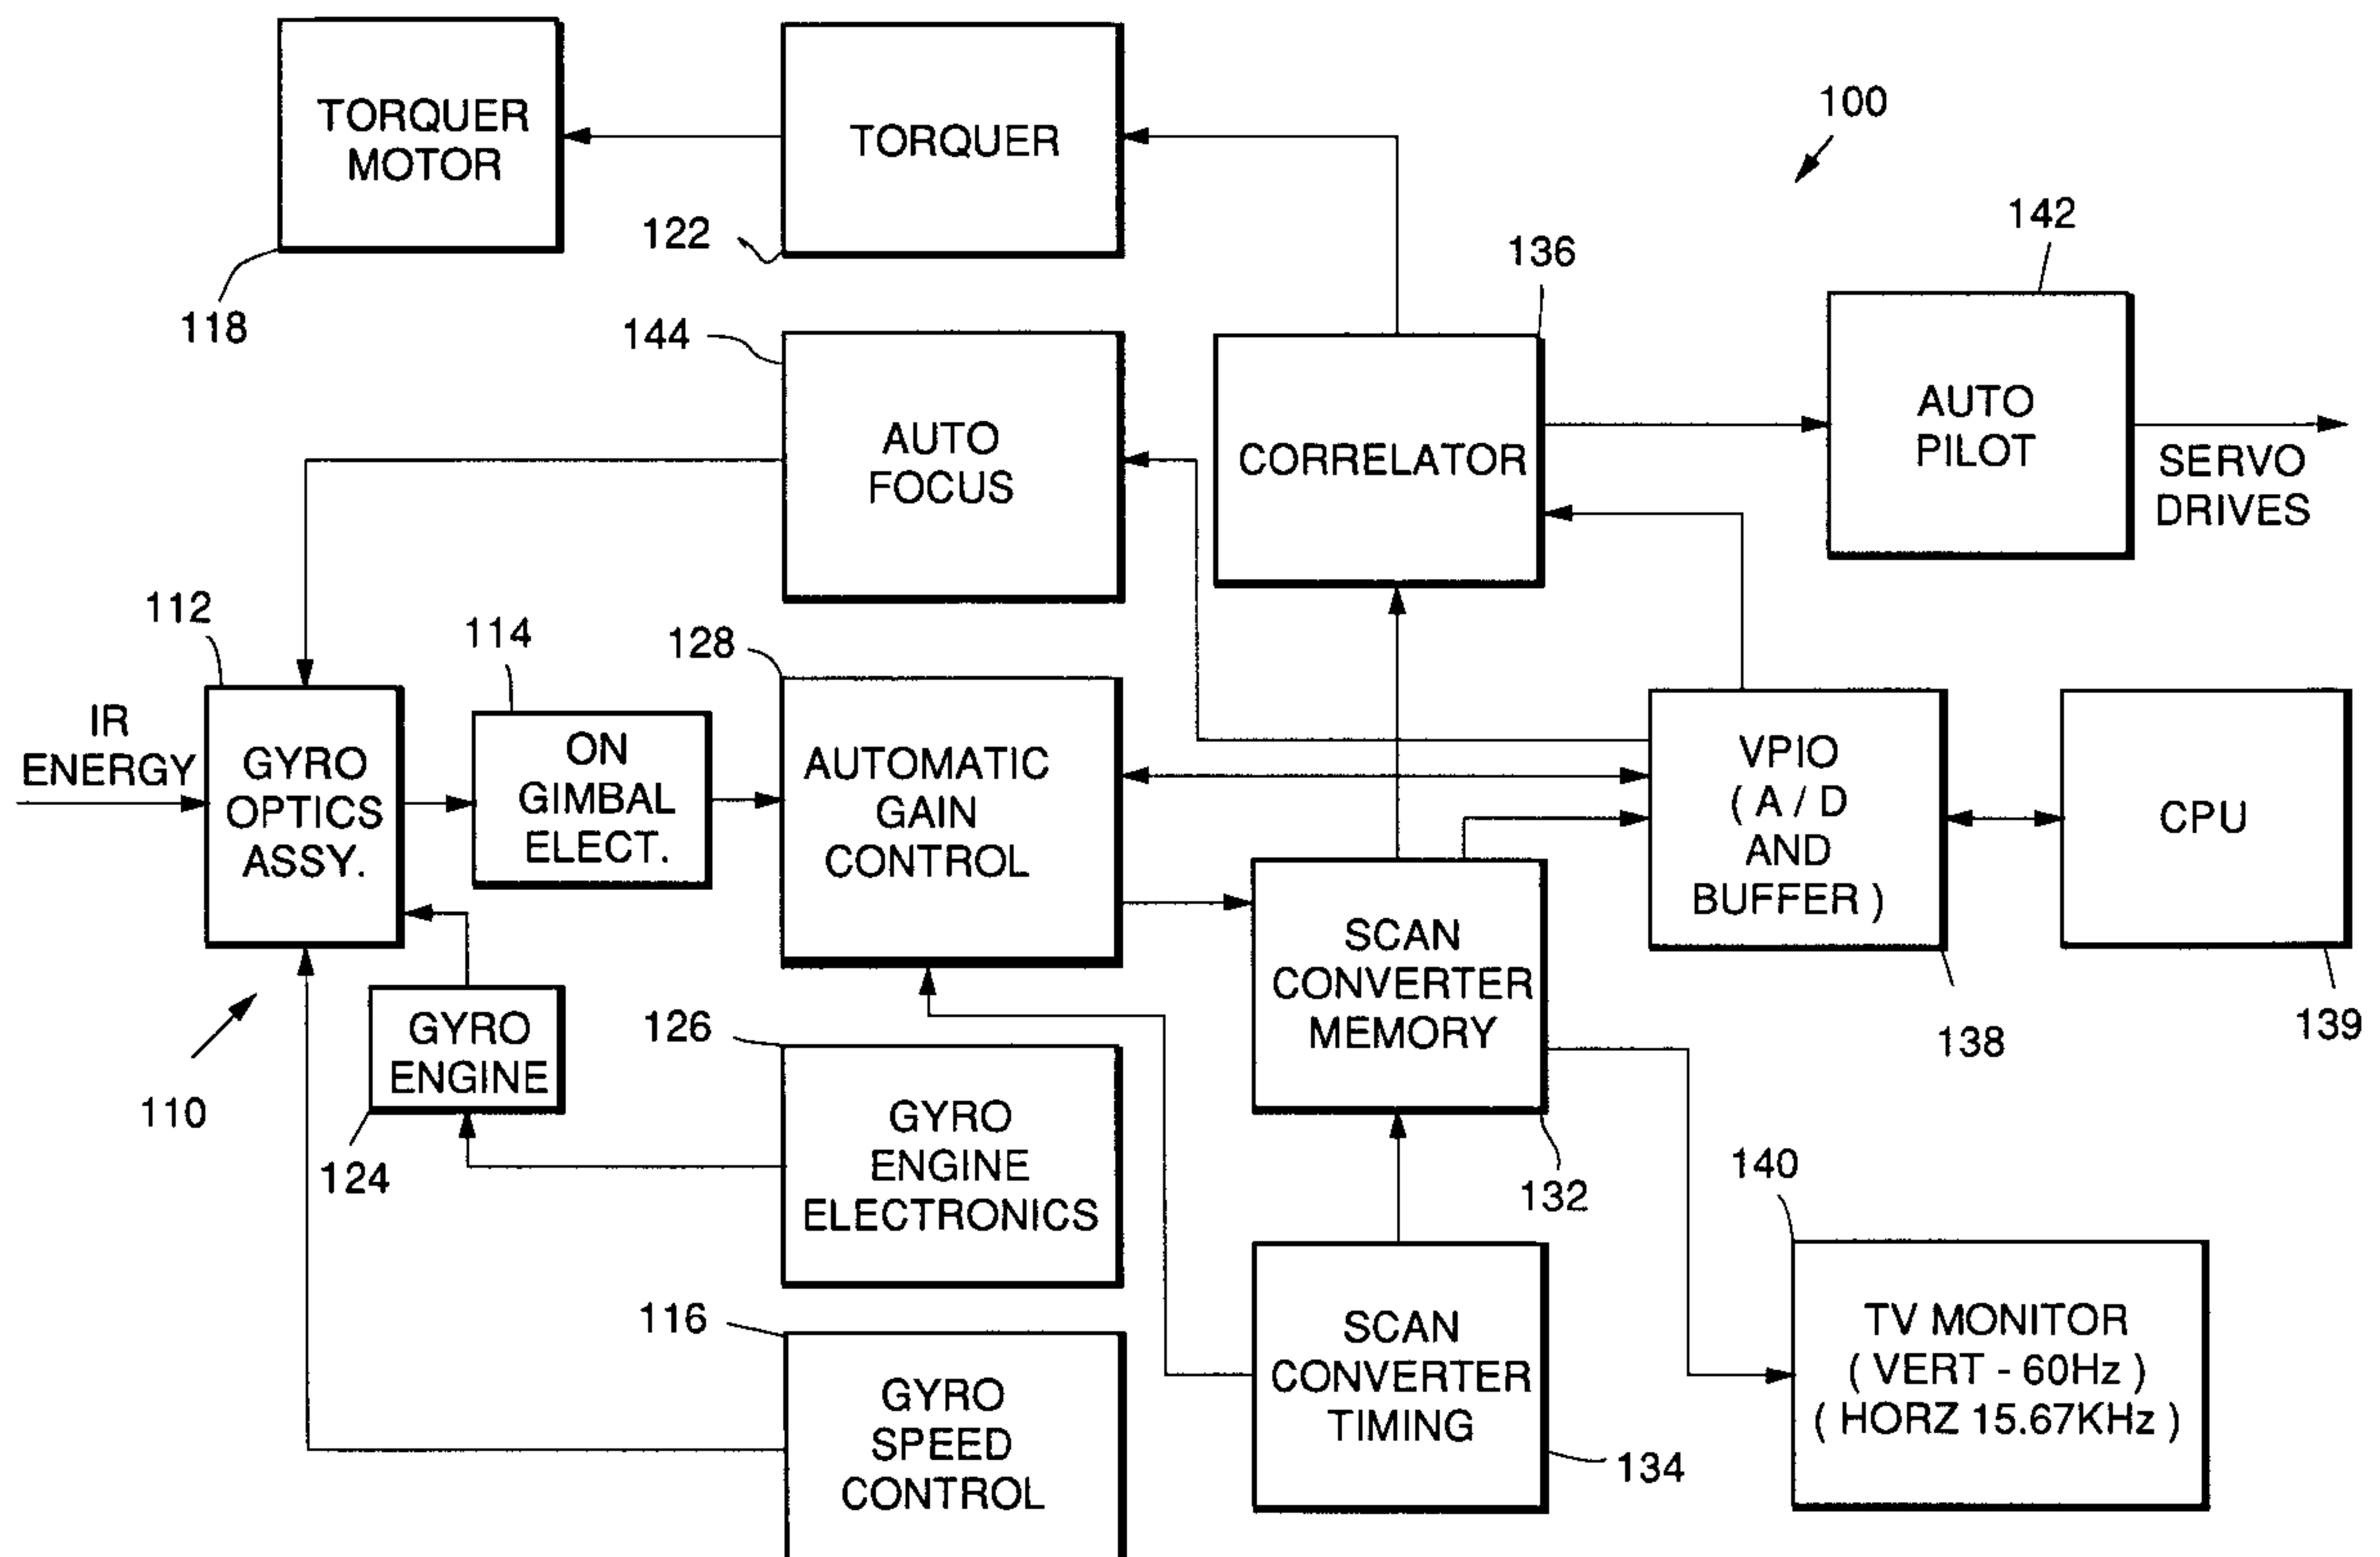 TORQUER
MOTOR
118
TORQUER
122
100
144
AUTO
FOCUS
136
CORRELATOR
142
AUTO
PILOT
SERVO
DRIVES
112
IR
ENERGY
GYRO
OPTICS
ASSY.
114
ON
GIMBAL
ELECT.
128
AUTOMATIC
GAIN
CONTROL
VPIO
( A / D
AND
BUFFER )
138
CPU
139
110
GYRO
ENGINE
124
126
GYRO
ENGINE
ELECTRONICS
SCAN
CONVERTER
MEMORY
132
116
GYRO
SPEED
CONTROL
SCAN
CONVERTER
TIMING
134
140
TV MONITOR
( VERT - 60Hz )
( HORZ 15.67KHz )